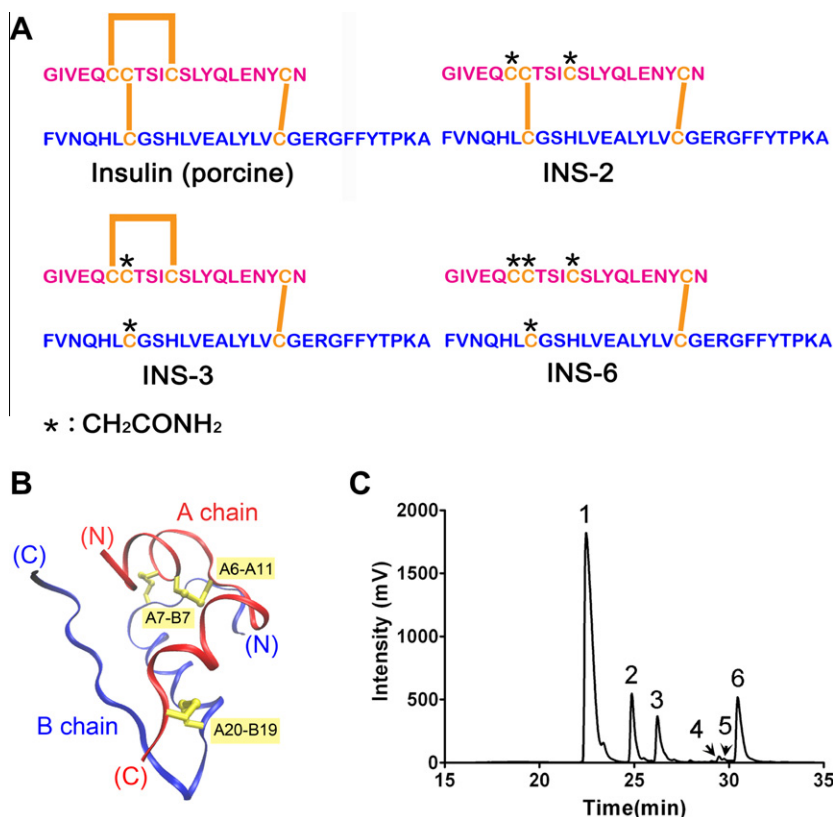 A
GIVEQCCTSICSLYQLENYCN
FVNQHLCGSHLVEALYLVCGERGFFYTPKA
Insulin (porcine)
* *
GIVEQCCTSICSLYQLENYCN
FVNQHLCGSHLVEALYLVCGERGFFYTPKA
INS-2
*
GIVEQCCTSICSLYQLENYCN
*
FVNQHLCGSHLVEALYLVCGERGFFYTPKA
INS-3
** *
GIVEQCCTSICSLYQLENYCN
*
FVNQHLCGSHLVEALYLVCGERGFFYTPKA
INS-6
* : CH₂CONH₂
B
A chain
(N)
(C)
A6-A11
A7-B7
(N)
B chain
A20-B19
(C)
C
Intensity (mV)
2000
1500
1000
500
0
1
2
3
4
5
6
15
20
25
30
35
Time(min)